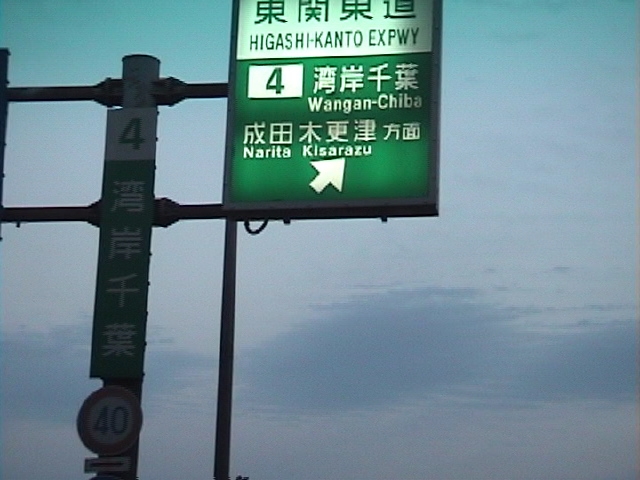 東関東道
HIGASHI-KANTO EXPWY
4 湾岸千葉
Wangan-Chiba
成田 木更津 方面
Narita Kisarazu
4
湾岸千葉
40